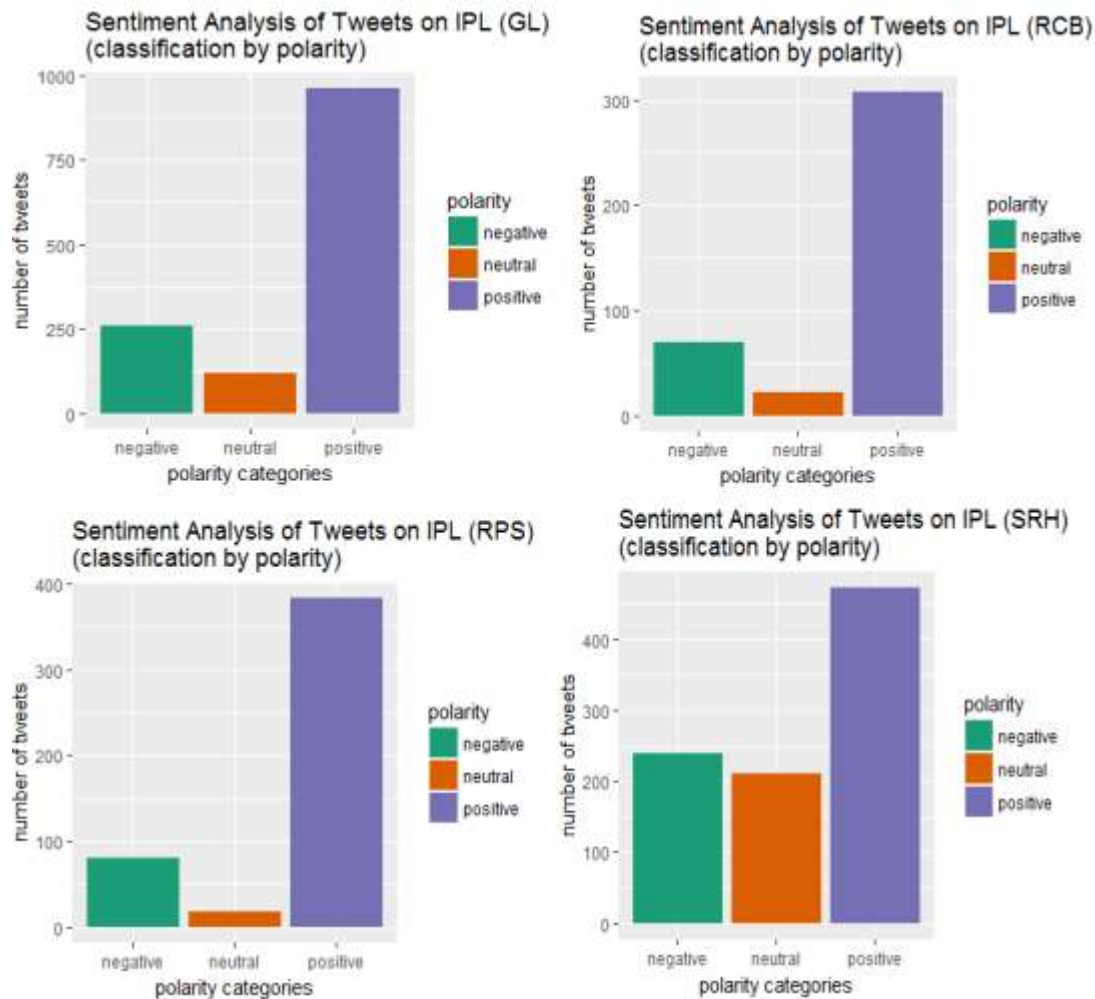 Sentiment Analysis of Tweets on IPL (GL)
(classification by polarity)
1000
750
500
250
0
number of tweets
negative
neutral
positive
polarity categories
polarity
negative
neutral
positive
Sentiment Analysis of Tweets on IPL (RCB)
(classification by polarity)
300
200
100
0
number of tweets
negative
neutral
positive
polarity categories
polarity
negative
neutral
positive
Sentiment Analysis of Tweets on IPL (RPS)
(classification by polarity)
400
300
200
100
0
number of tweets
negative
neutral
positive
polarity categories
polarity
negative
neutral
positive
Sentiment Analysis of Tweets on IPL (SRH)
(classification by polarity)
400
300
200
100
0
number of tweets
negative
neutral
positive
polarity categories
polarity
negative
neutral
positive